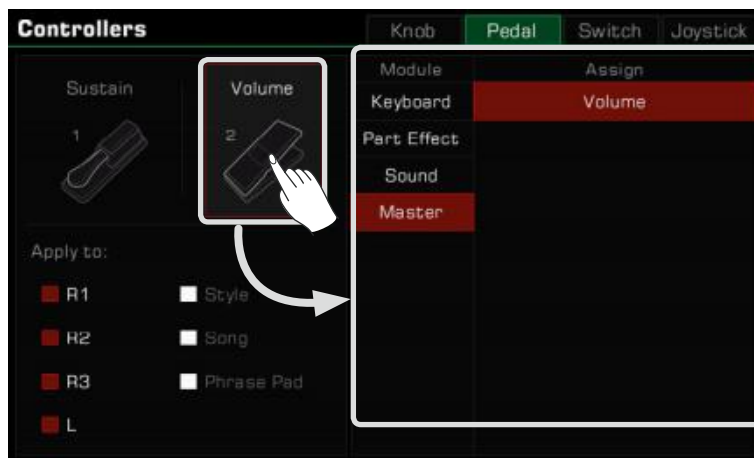 Controllers
Knob Pedal Switch Joystick
Sustain Volume
1 2
Module Assign
Keyboard Volume
Part Effect
Sound
Master
Apply to:
R1 Style
R2 Song
R3 Phrase Pad
L